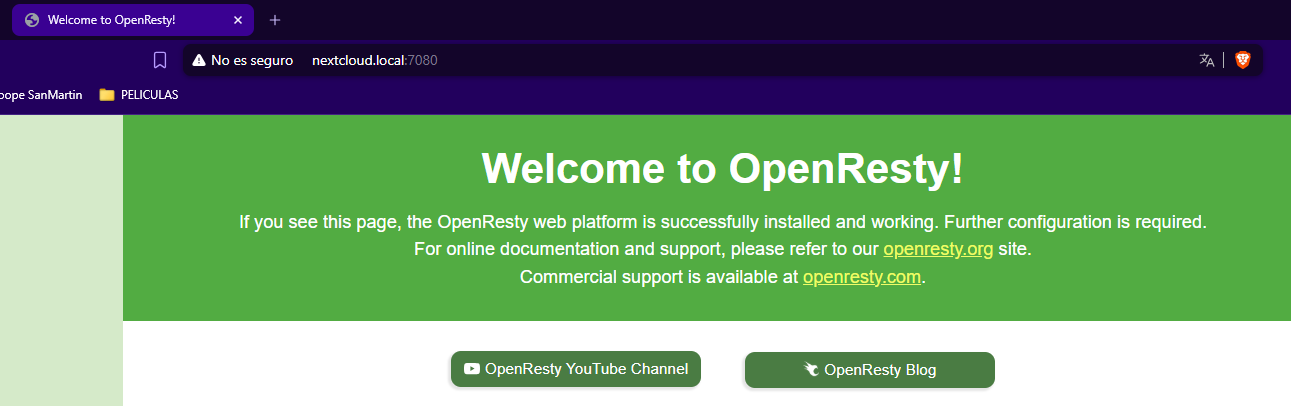 Welcome to OpenResty!
No es seguro nextcloud.local:7080
oope SanMartin PELICULAS
Welcome to OpenResty!
If you see this page, the OpenResty web platform is successfully installed and working. Further configuration is required.
For online documentation and support, please refer to our openresty.org site.
Commercial support is available at openresty.com.
OpenResty YouTube Channel OpenResty Blog